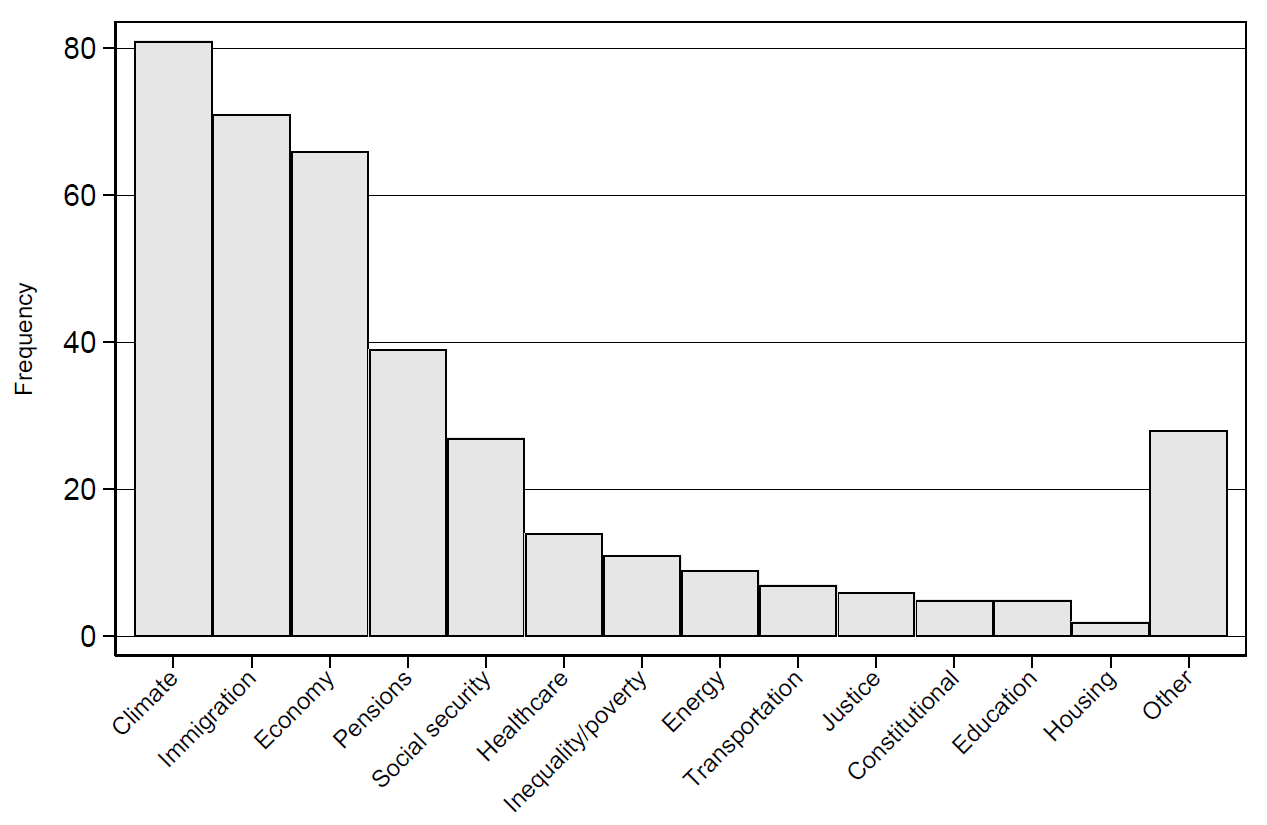 80
60
40
20
0
Frequency
Climate
Immigration
Economy
Pensions
Social security
Healthcare
Inequality/poverty
Energy
Transportation
Justice
Constitutional
Education
Housing
Other